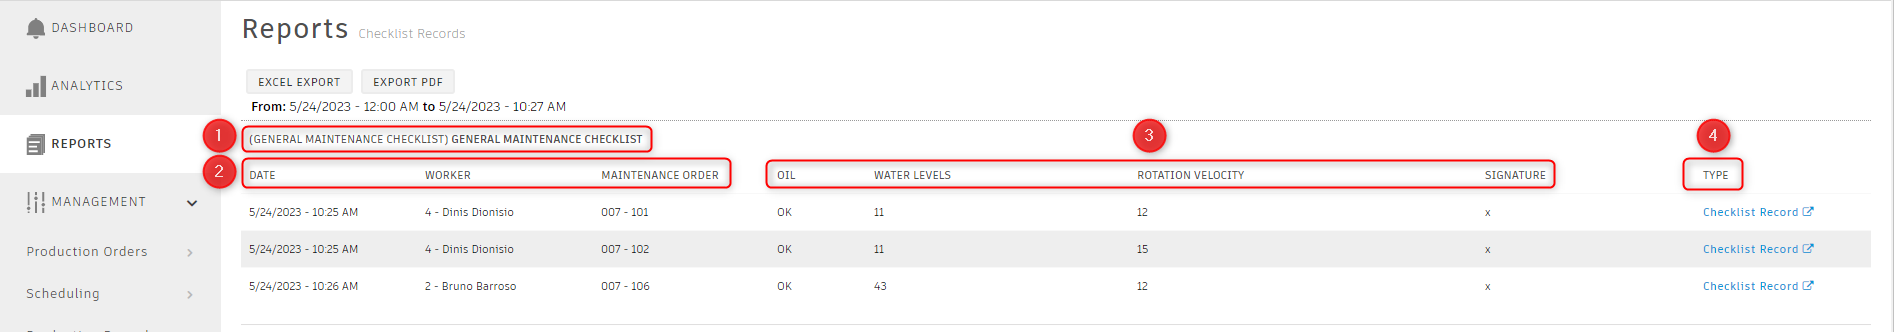 DASHBOARD
ANALYTICS
REPORTS
MANAGEMENT
Production Orders
Scheduling
Reports Checklist Records
EXCEL EXPORT EXPORT PDF
From: 5/24/2023 - 12:00 AM to 5/24/2023 - 10:27 AM
1 (GENERAL MAINTENANCE CHECKLIST) GENERAL MAINTENANCE CHECKLIST 3 4
2 DATE WORKER MAINTENANCE ORDER OIL WATER LEVELS ROTATION VELOCITY SIGNATURE TYPE
5/24/2023 - 10:25 AM 4 - Dinis Dionisio 007 - 101 OK 11 12 x Checklist Record
5/24/2023 - 10:25 AM 4 - Dinis Dionisio 007 - 102 OK 11 15 x Checklist Record
5/24/2023 - 10:26 AM 2 - Bruno Barroso 007 - 106 OK 43 12 x Checklist Record